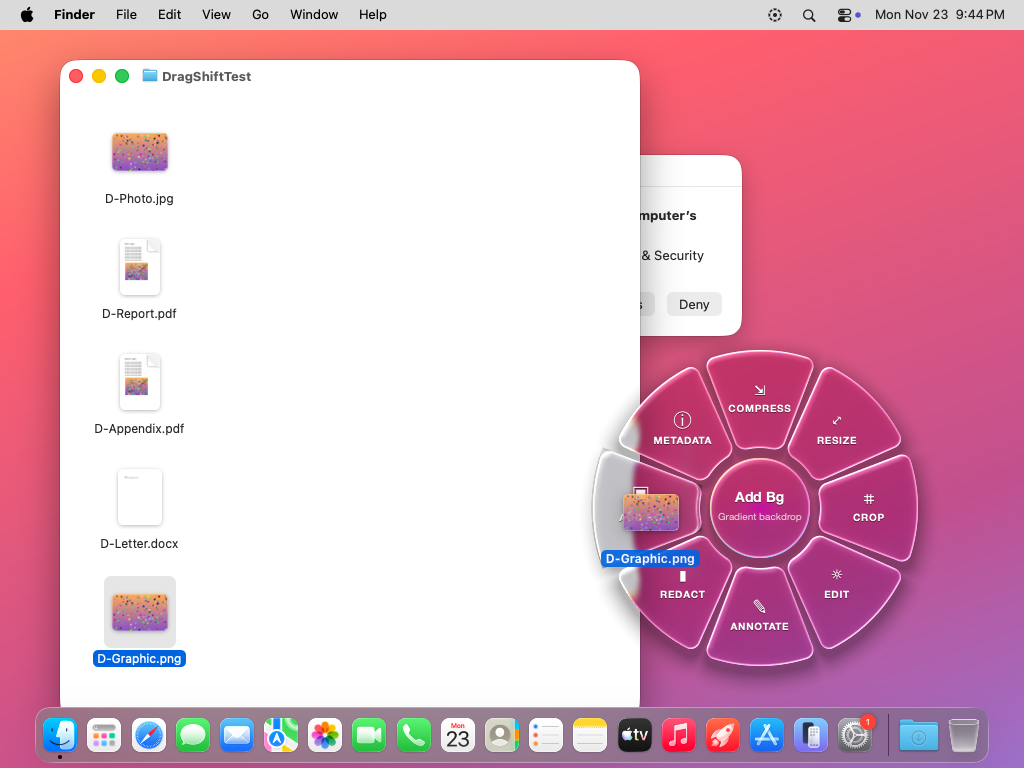 Finder File Edit View Go Window Help Mon Nov 23 9:44 PM
DragShiftTest
D-Photo.jpg
D-Report.pdf
D-Appendix.pdf
D-Letter.docx
D-Graphic.png
mputer’s
& Security
Deny
COMPRESS
METADATA
RESIZE
Add Bg
Gradient backdrop
CROP
D-Graphic.png
REDACT
EDIT
ANNOTATE
Mon
23
tv
1